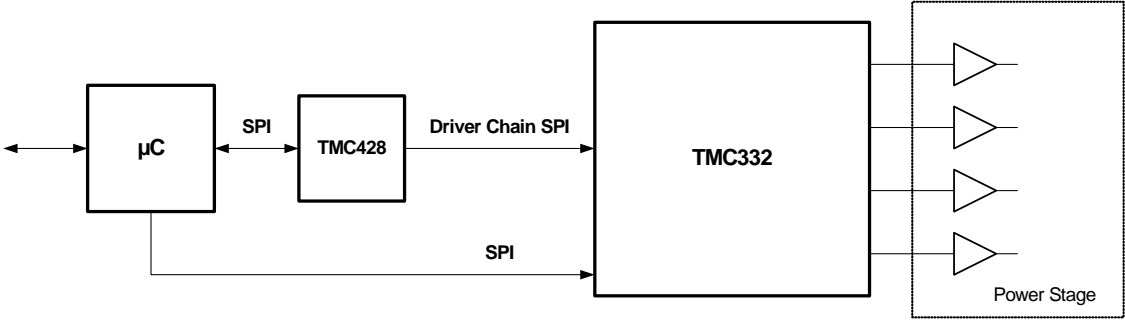 µC
SPI
TMC428
Driver Chain SPI
TMC332
SPI
Power Stage